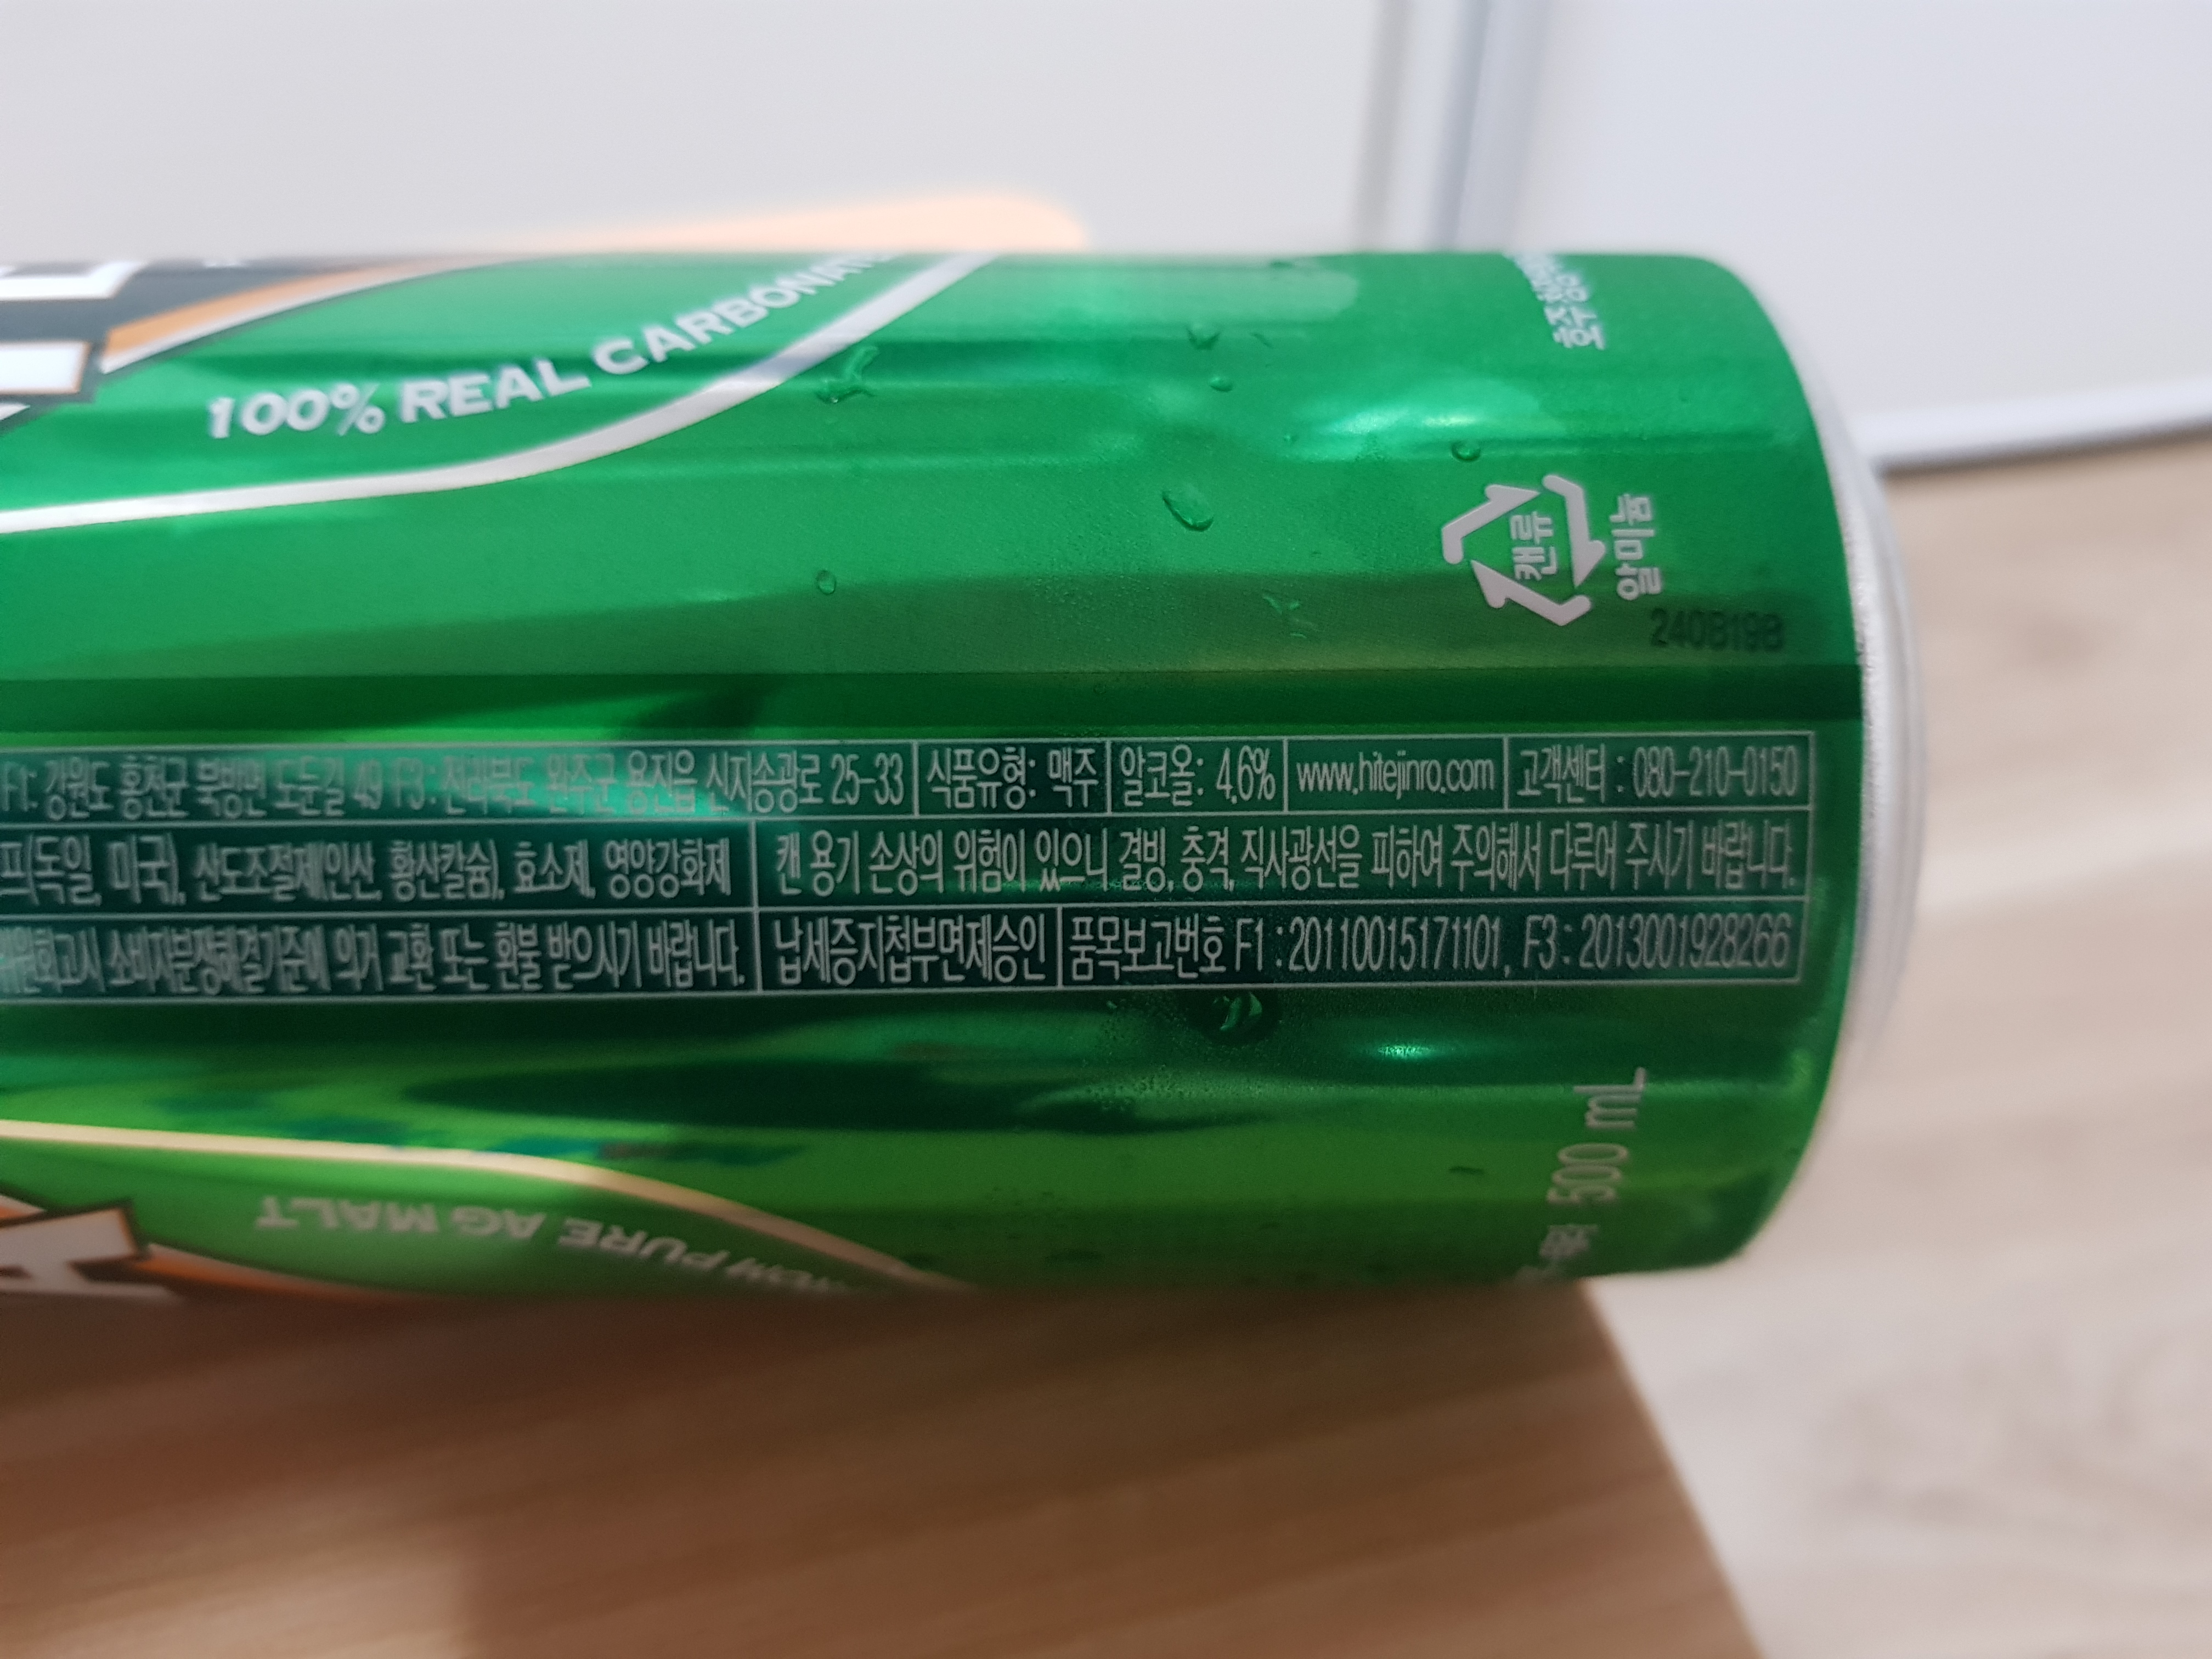 100% REAL CARBONAT
호주
캔류
알미늄
240819B
F1: 강원도 홍천군 북방면 도둔길 49 F3 : 전라북도 완주군 용진읍 신지송광로 25-33 식품유형: 맥주 알코올: 4.6% www.hitejinro.com 고객센터 : 080-210-0150
프(독일, 미국), 산도조절제(인산, 황산칼슘), 효소제, 영양강화제 캔 용기 손상의 위험이 있으니 결빙, 충격, 직사광선을 피하여 주의해서 다루어 주시기 바랍니다.
위원회고시 소비자분쟁해결기준에 의거 교환 또는 환불 받으시기 바랍니다. 납세증지첩부면제승인 품목보고번호 F1 : 20110015171101, F3 : 2013001928266
500 mL
PURE AG MALT